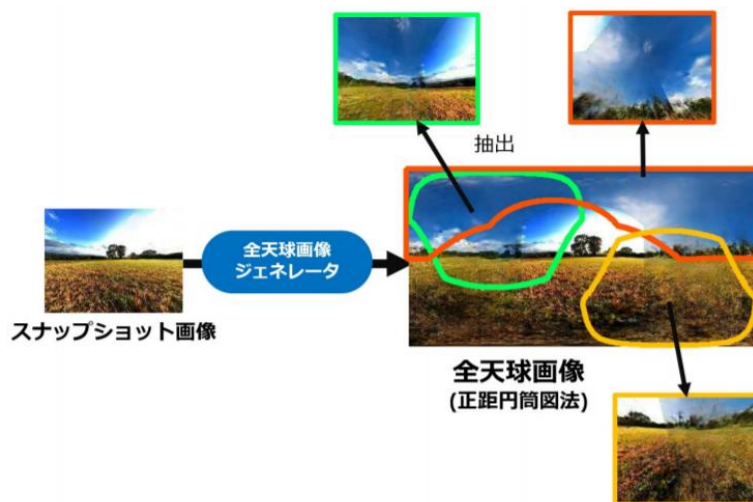 抽出
全天球画像
ジェネレータ
スナップショット画像
全天球画像
(正距円筒図法)